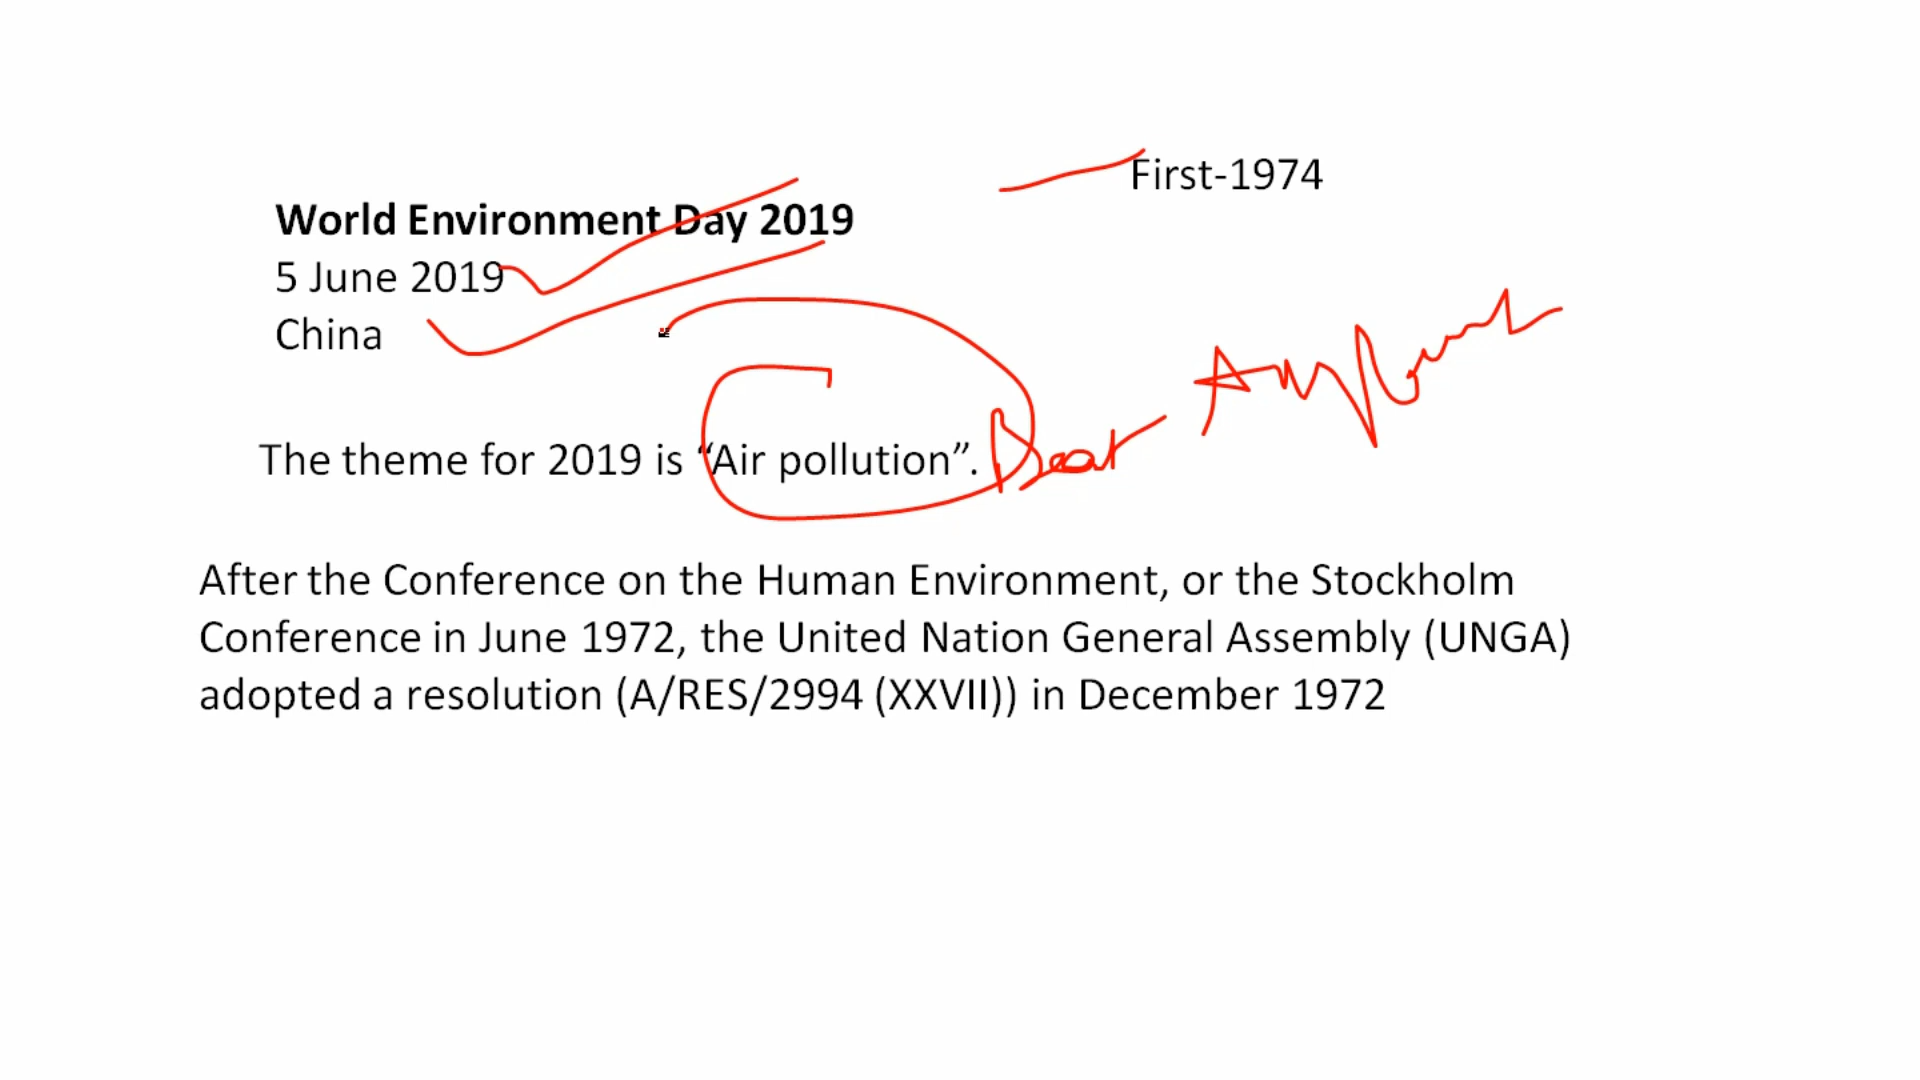 First-1974
World Environment Day 2019
5 June 2019
China
The theme for 2019 is “Air pollution”.
After the Conference on the Human Environment, or the Stockholm
Conference in June 1972, the United Nation General Assembly (UNGA)
adopted a resolution (A/RES/2994 (XXVII)) in December 1972